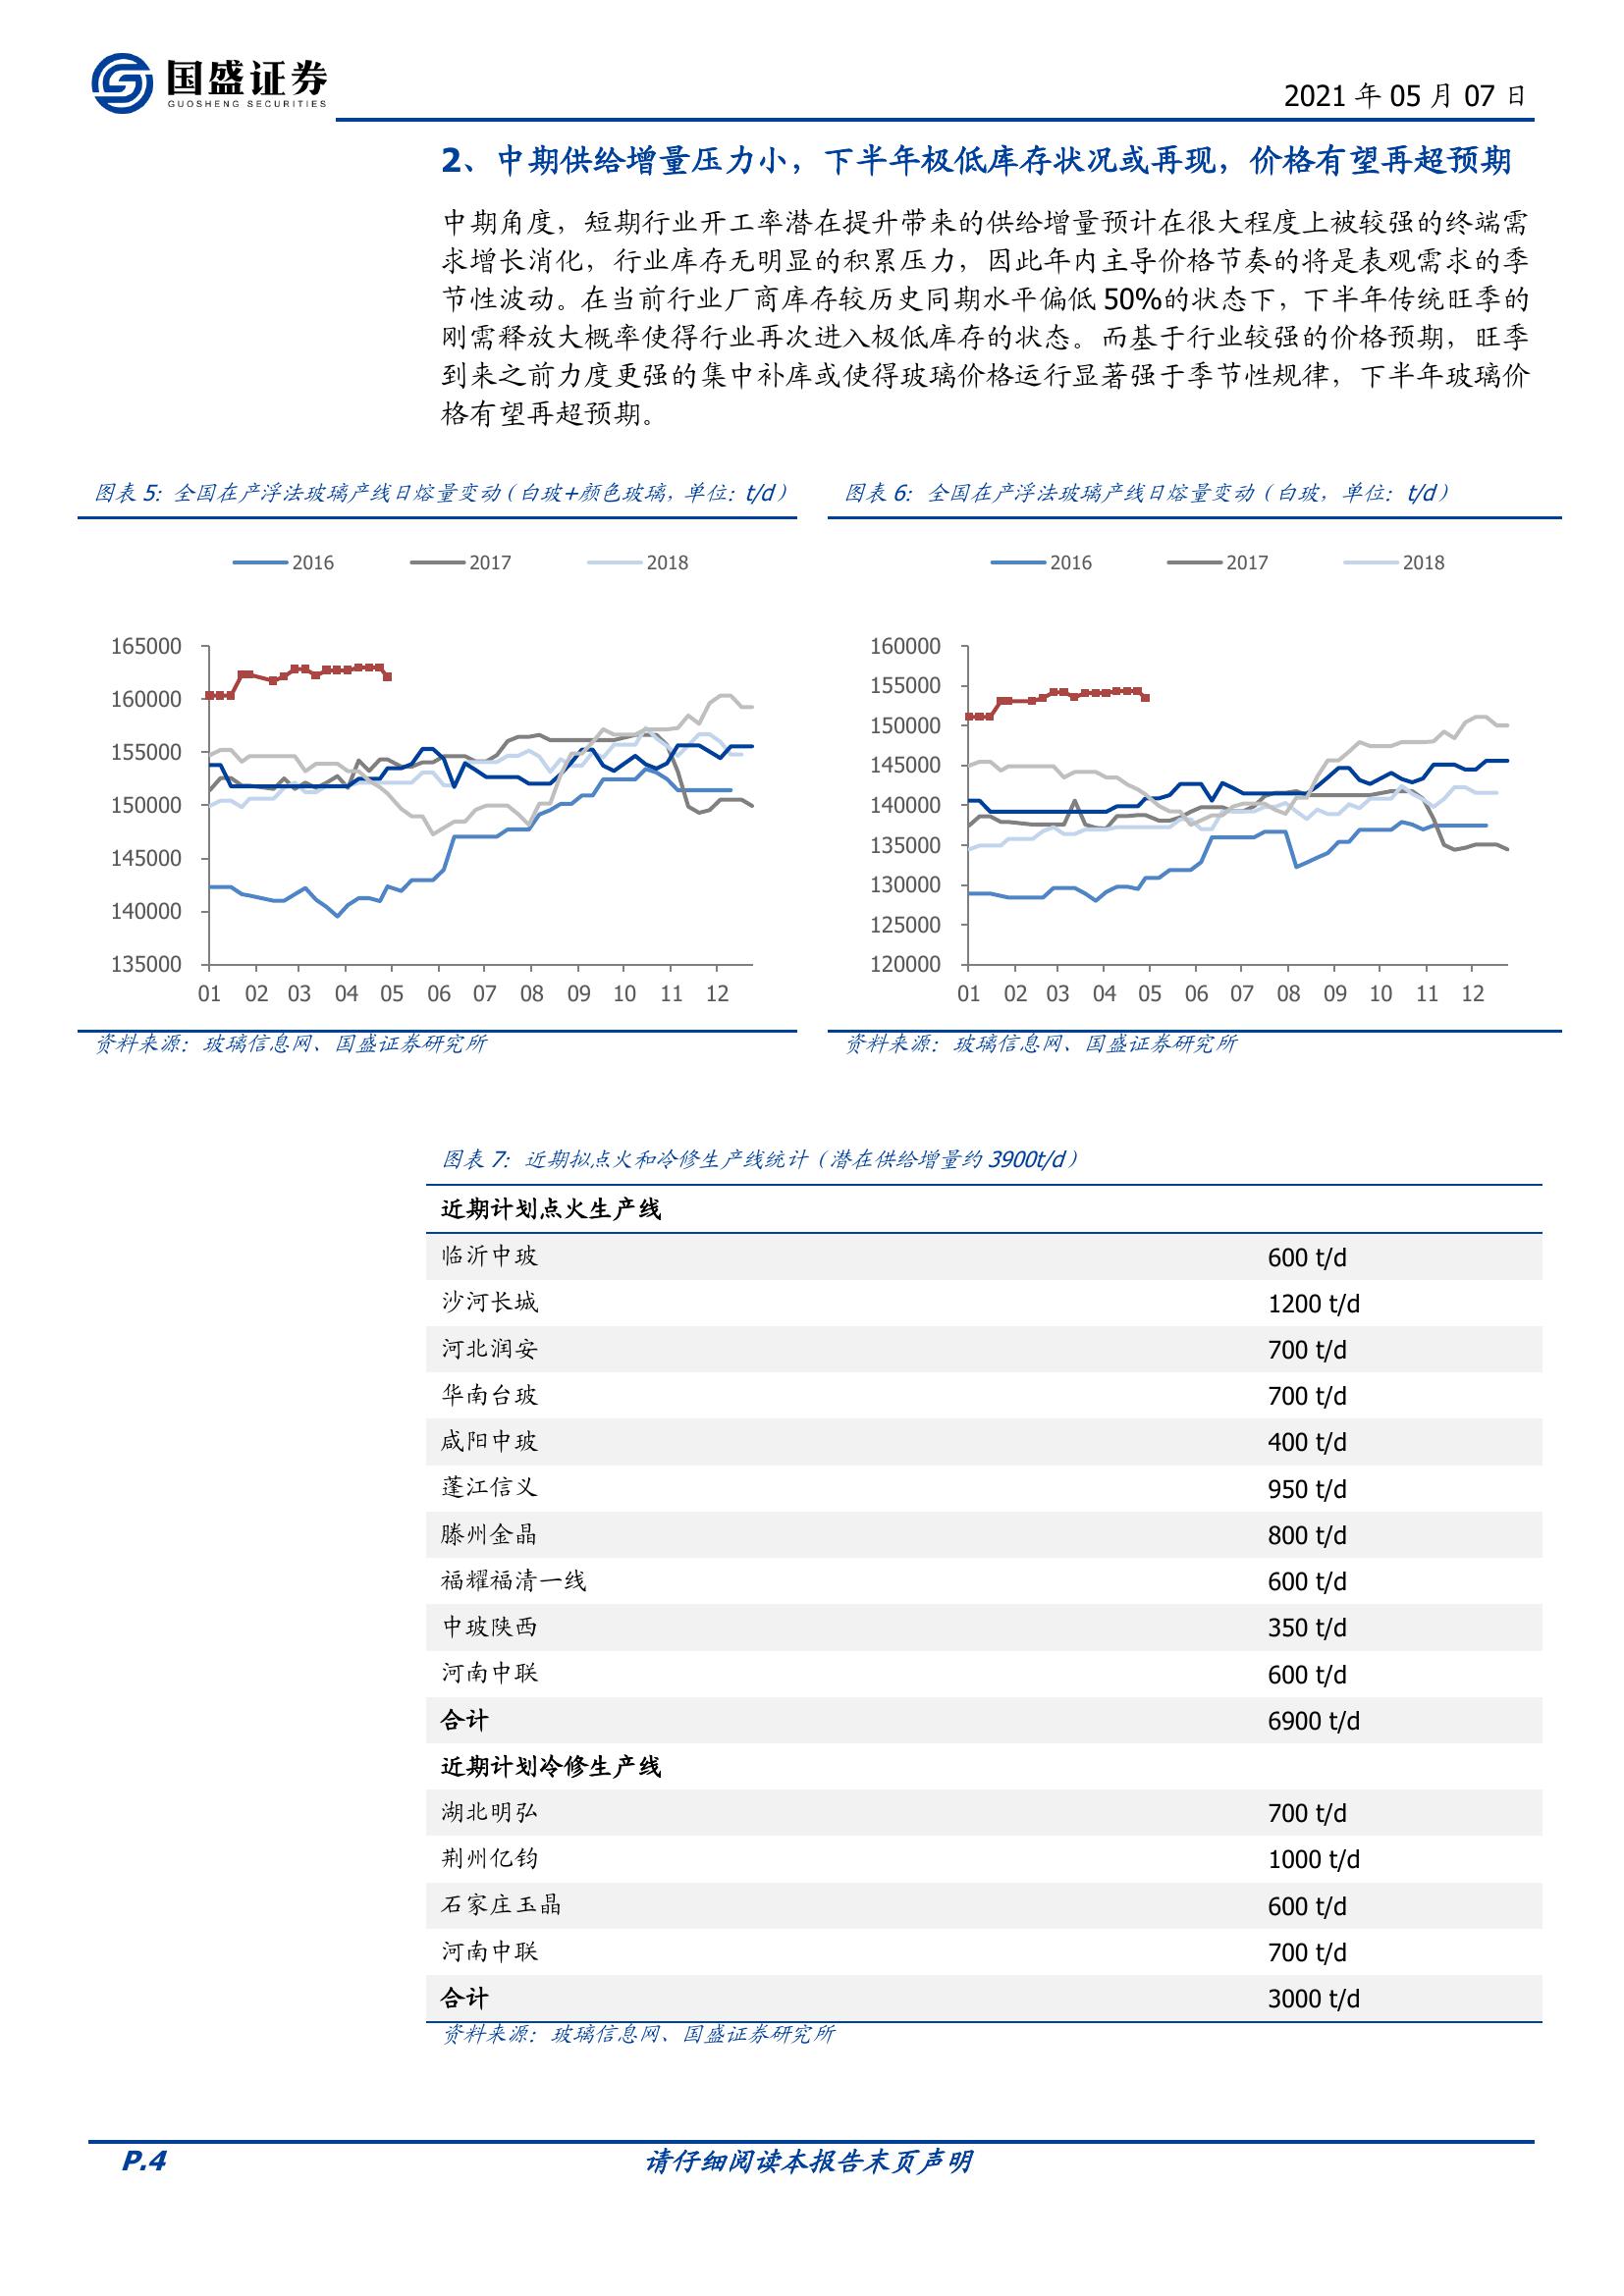 国盛证券
GUOSHENG SECURITIES
2021 年 05 月 07 日
2、中期供给增量压力小，下半年极低库存状况或再现，价格有望再超预期
中期角度，短期行业开工率潜在提升带来的供给增量预计在很大程度上被较强的终端需
求增长消化，行业库存无明显的积累压力，因此年内主导价格节奏的将是表观需求的季
节性波动。在当前行业厂商库存较历史同期水平偏低 50%的状态下，下半年传统旺季的
刚需释放大概率使得行业再次进入极低库存的状态。而基于行业较强的价格预期，旺季
到来之前力度更强的集中补库或使得玻璃价格运行显著强于季节性规律，下半年玻璃价
格有望再超预期。
图表 5：全国在产浮法玻璃产线日熔量变动（白玻+颜色玻璃，单位：t/d）
2016 2017 2018
165000
160000
155000
150000
145000
140000
135000
01 02 03 04 05 06 07 08 09 10 11 12
资料来源：玻璃信息网、国盛证券研究所
图表 6：全国在产浮法玻璃产线日熔量变动（白玻，单位：t/d）
2016 2017 2018
160000
155000
150000
145000
140000
135000
130000
125000
120000
01 02 03 04 05 06 07 08 09 10 11 12
资料来源：玻璃信息网、国盛证券研究所
图表 7：近期拟点火和冷修生产线统计（潜在供给增量约 3900t/d）
近期计划点火生产线
临沂中玻 600 t/d
沙河长城 1200 t/d
河北润安 700 t/d
华南台玻 700 t/d
咸阳中玻 400 t/d
蓬江信义 950 t/d
滕州金晶 800 t/d
福耀福清一线 600 t/d
中玻陕西 350 t/d
河南中联 600 t/d
合计 6900 t/d
近期计划冷修生产线
湖北明弘 700 t/d
荆州亿钧 1000 t/d
石家庄玉晶 600 t/d
河南中联 700 t/d
合计 3000 t/d
资料来源：玻璃信息网、国盛证券研究所
P.4 请仔细阅读本报告末页声明